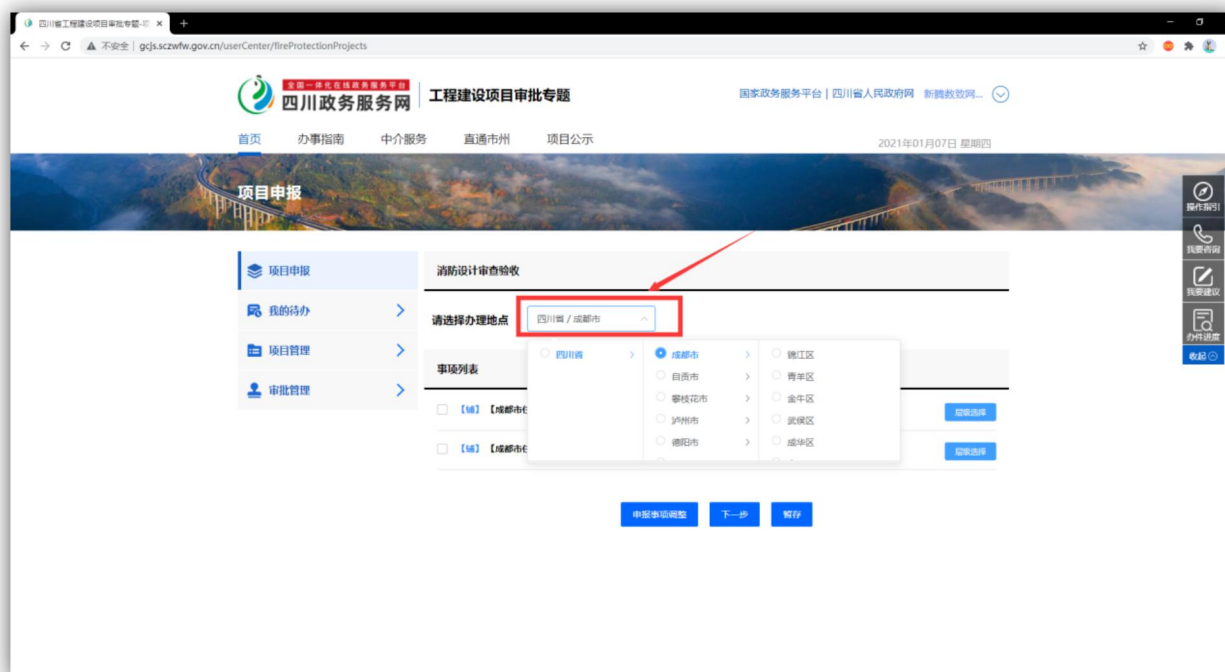 四川省工程建设项目审批专题-项
不安全 | gcjs.sczwfw.gov.cn/userCenter/fireProtectionProjects
全国一体化在线政务服务平台
四川政务服务网
工程建设项目审批专题
国家政务服务平台 | 四川省人民政府网 新腾数致网...
首页 办事指南 中介服务 直通市州 项目公示
2021年01月07日 星期四
项目申报
操作指引
我要咨询
我要建议
办件进度
收起
项目申报
我的待办
项目管理
审批管理
消防设计审查验收
请选择办理地点 四川省 / 成都市
四川省 成都市 锦江区
自贡市 青羊区
攀枝花市 金牛区
泸州市 武侯区
德阳市 成华区
事项列表
【辅】【成都市住 层级选择
【辅】【成都市住 层级选择
申报事项调整 下一步 暂存